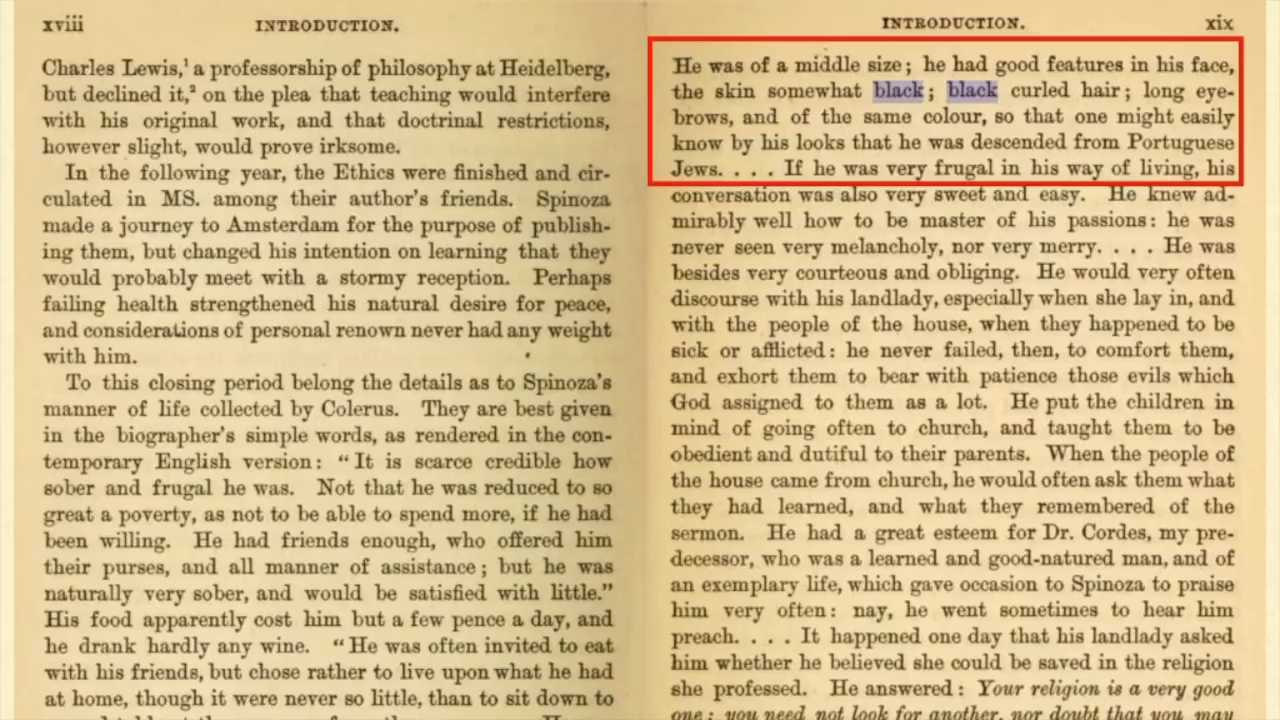 xviii INTRODUCTION.
Charles Lewis,¹ a professorship of philosophy at Heidelberg,
but declined it,² on the plea that teaching would interfere
with his original work, and that doctrinal restrictions,
however slight, would prove irksome.
In the following year, the Ethics were finished and cir-
culated in MS. among their author's friends. Spinoza
made a journey to Amsterdam for the purpose of publish-
ing them, but changed his intention on learning that they
would probably meet with a stormy reception. Perhaps
failing health strengthened his natural desire for peace,
and considerations of personal renown never had any weight
with him.
To this closing period belong the details as to Spinoza's
manner of life collected by Colerus. They are best given
in the biographer's simple words, as rendered in the con-
temporary English version: "It is scarce credible how
sober and frugal he was. Not that he was reduced to so
great a poverty, as not to be able to spend more, if he had
been willing. He had friends enough, who offered him
their purses, and all manner of assistance; but he was
naturally very sober, and would be satisfied with little."
His food apparently cost him but a few pence a day, and
he drank hardly any wine. "He was often invited to eat
with his friends, but chose rather to live upon what he had
at home, though it were never so little, than to sit down to
INTRODUCTION. xix
He was of a middle size; he had good features in his face,
the skin somewhat black; black curled hair; long eye-
brows, and of the same colour, so that one might easily
know by his looks that he was descended from Portuguese
Jews. . . . If he was very frugal in his way of living, his
conversation was also very sweet and easy. He knew ad-
mirably well how to be master of his passions: he was
never seen very melancholy, nor very merry. . . . He was
besides very courteous and obliging. He would very often
discourse with his landlady, especially when she lay in, and
with the people of the house, when they happened to be
sick or afflicted: he never failed, then, to comfort them,
and exhort them to bear with patience those evils which
God assigned to them as a lot. He put the children in
mind of going often to church, and taught them to be
obedient and dutiful to their parents. When the people of
the house came from church, he would often ask them what
they had learned, and what they remembered of the
sermon. He had a great esteem for Dr. Cordes, my pre-
decessor, who was a learned and good-natured man, and of
an exemplary life, which gave occasion to Spinoza to praise
him very often: nay, he went sometimes to hear him
preach. . . . It happened one day that his landlady asked
him whether he believed she could be saved in the religion
she professed. He answered: Your religion is a very good
one; you need not look for another, nor doubt that you may